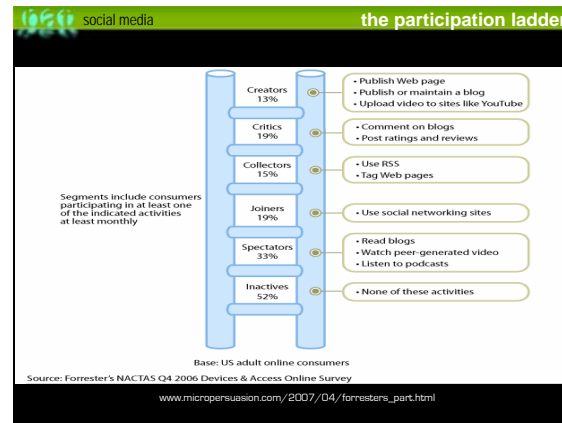 social media
the participation ladder
Creators
13%
• Publish Web page
• Publish or maintain a blog
• Upload video to sites like YouTube
Critics
19%
• Comment on blogs
• Post ratings and reviews
Collectors
15%
• Use RSS
• Tag Web pages
Segments include consumers
participating in at least one
of the indicated activities
at least monthly
Joiners
19%
• Use social networking sites
Spectators
33%
• Read blogs
• Watch peer-generated video
• Listen to podcasts
Inactives
52%
• None of these activities
Base: US adult online consumers
Source: Forrester's NACTAS Q4 2006 Devices & Access Online Survey
www.micropersuasion.com/2007/04/forresters_part.html